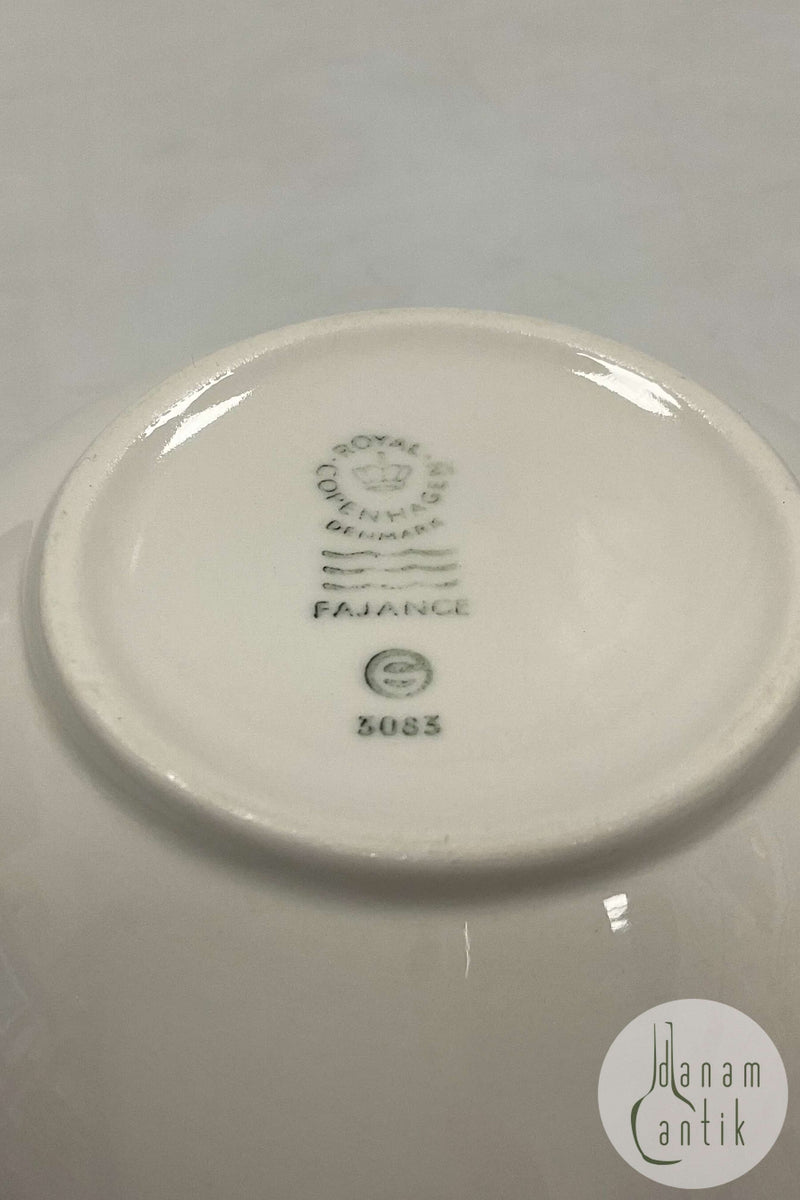 ROYAL
COPENHAGEN
DENMARK
FAJANCE
3083
danam
antik